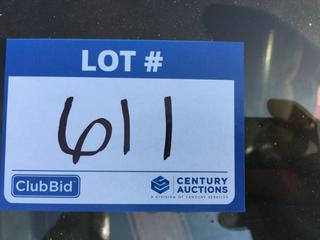 LOT #
611
ClubBid
CENTURY
AUCTIONS
A DIVISION OF CENTURY SERVICES